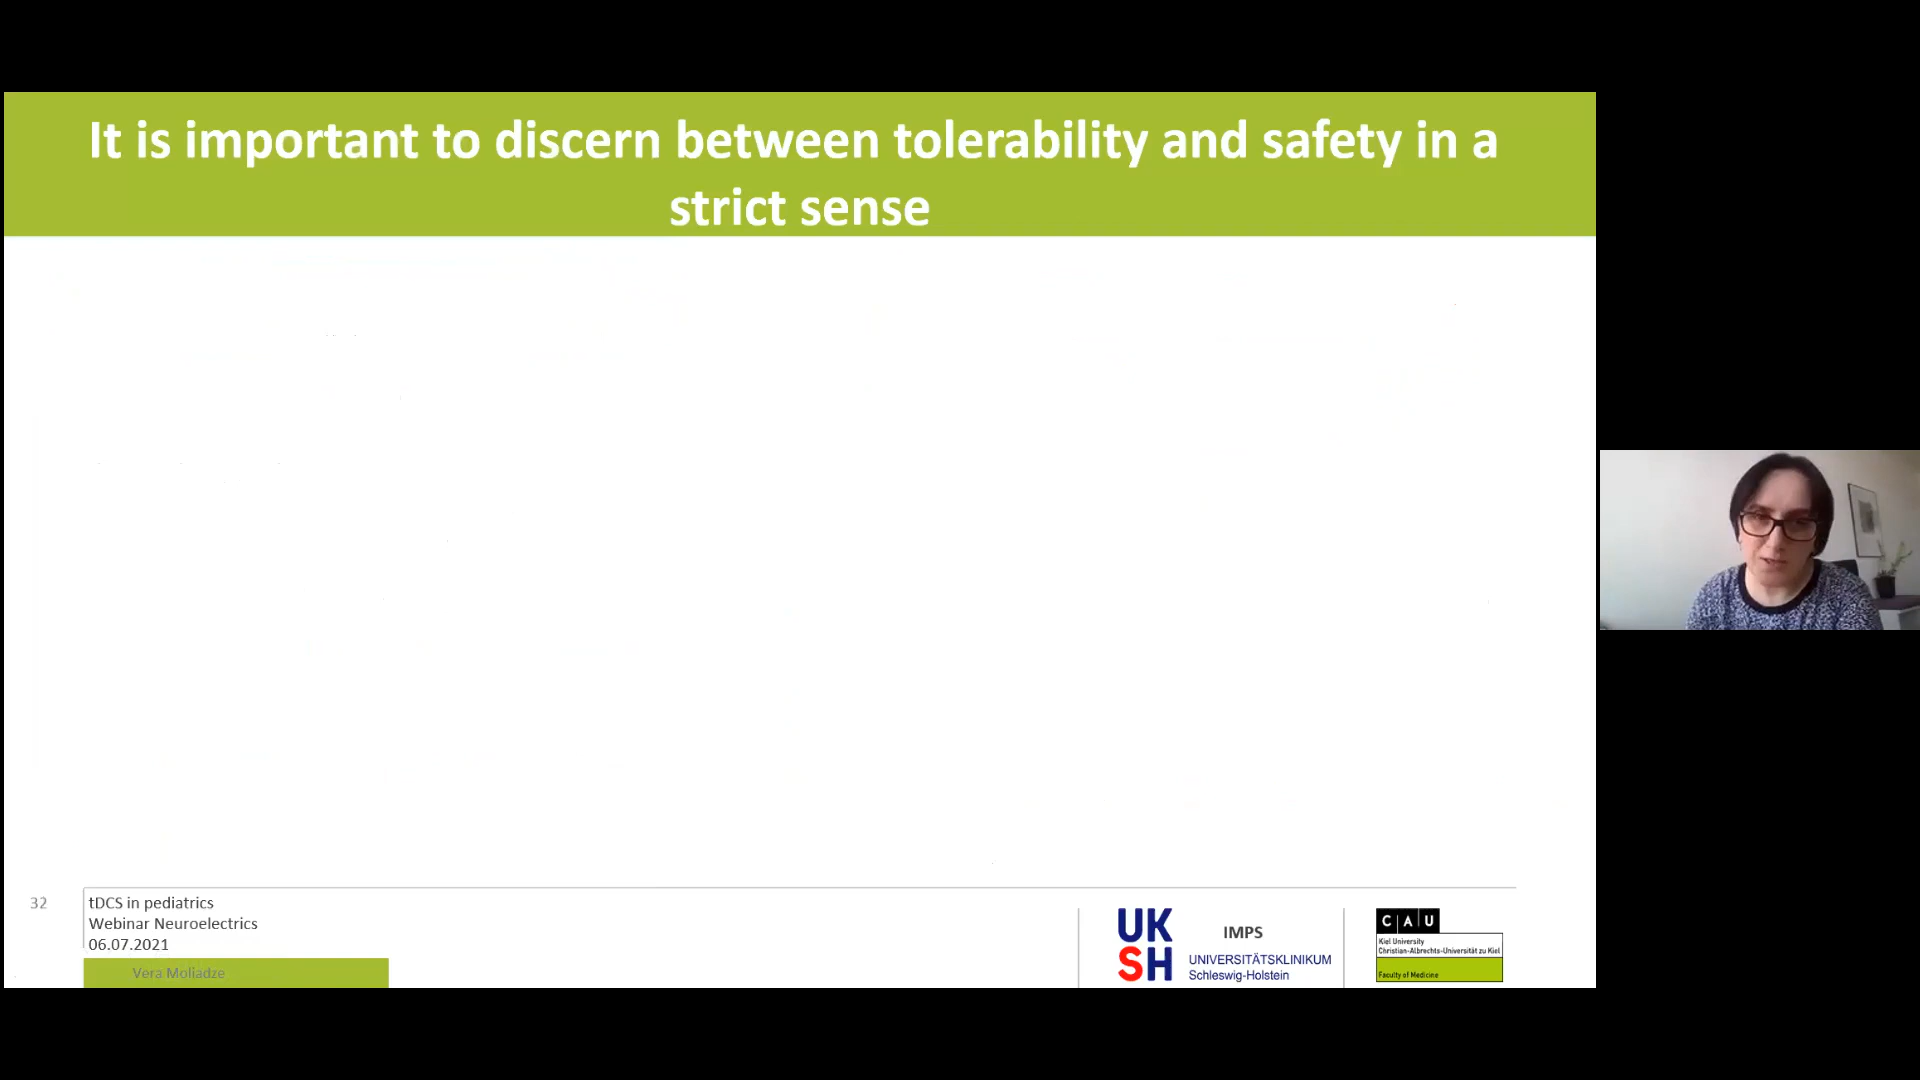 It is important to discern between tolerability and safety in a
strict sense
32
tDCS in pediatrics
Webinar Neuroelectrics
06.07.2021
Vera Moliadze
UK
SH
IMPS
UNIVERSITÄTSKLINIKUM
Schleswig-Holstein
C A U
Kiel University
Christian-Albrechts-Universität zu Kiel
Faculty of Medicine